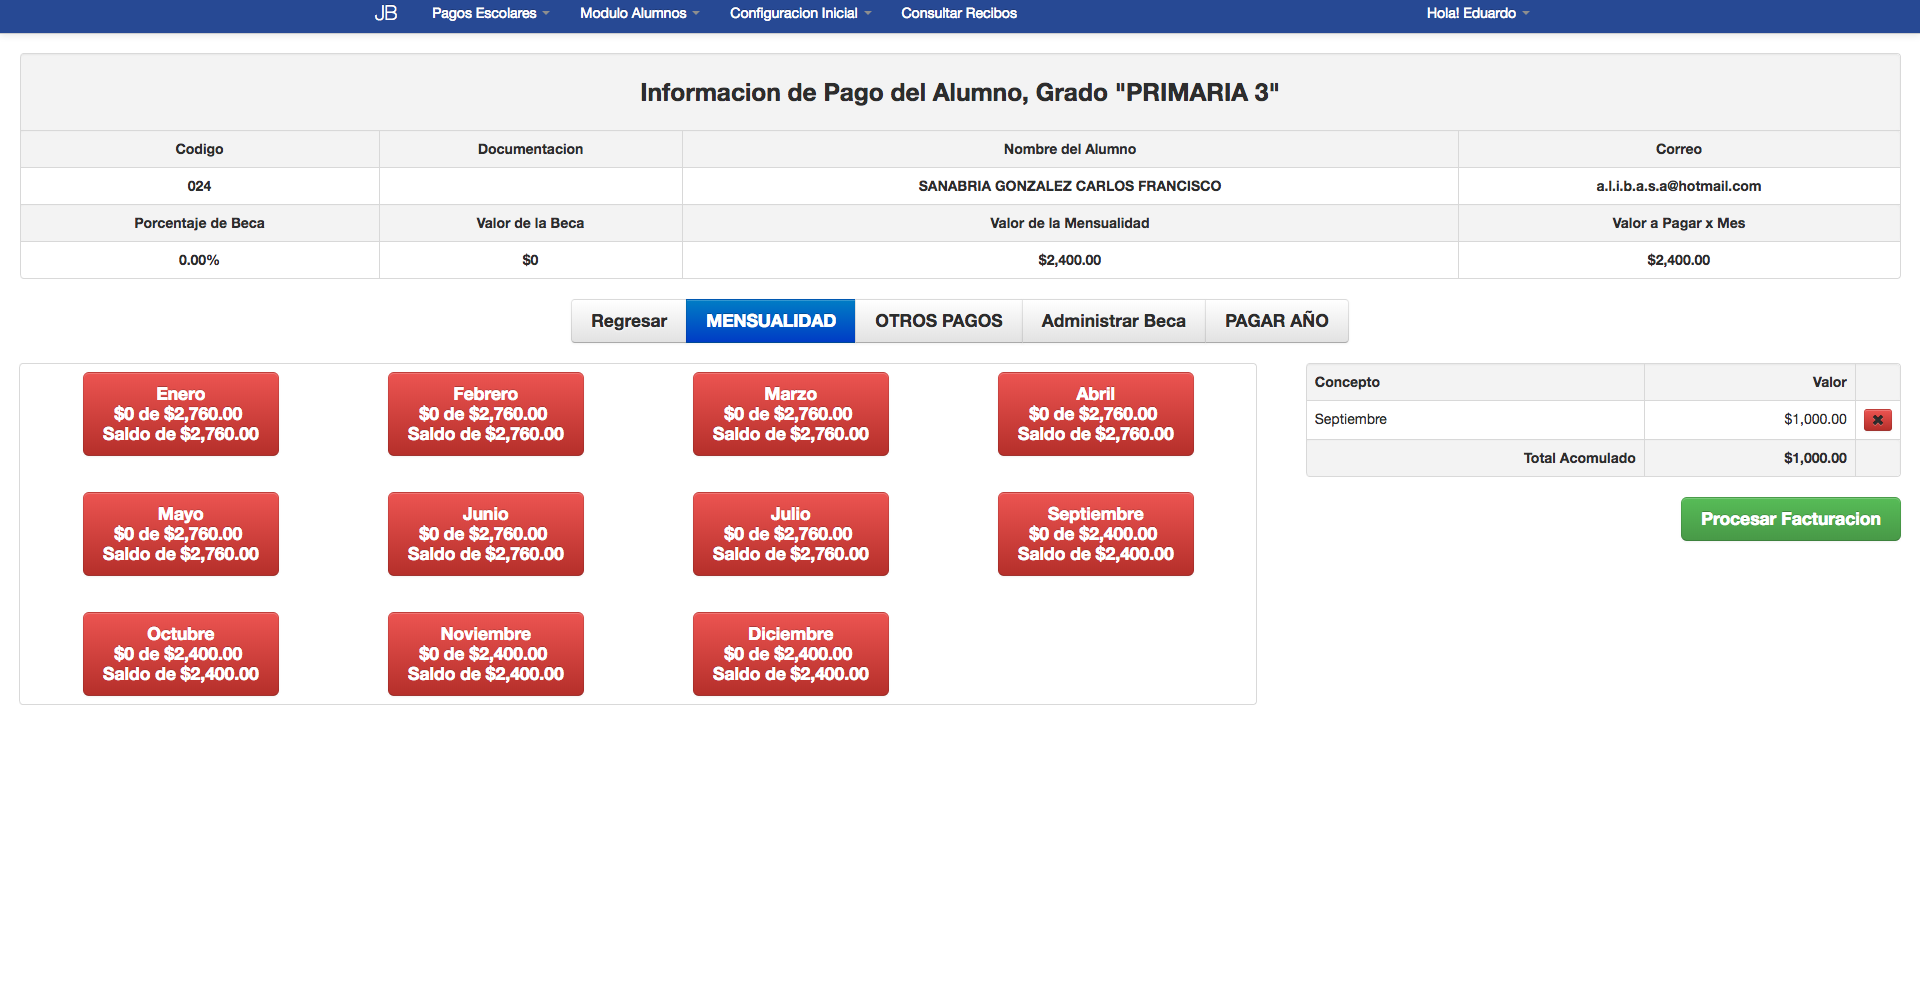 JB Pagos Escolares Modulo Alumnos Configuracion Inicial Consultar Recibos Hola! Eduardo
Informacion de Pago del Alumno, Grado "PRIMARIA 3"
Codigo Documentacion Nombre del Alumno Correo
024 SANABRIA GONZALEZ CARLOS FRANCISCO a.l.i.b.a.s.a@hotmail.com
Porcentaje de Beca Valor de la Beca Valor de la Mensualidad Valor a Pagar x Mes
0.00% $0 $2,400.00 $2,400.00
Regresar MENSUALIDAD OTROS PAGOS Administrar Beca PAGAR AÑO
Enero
$0 de $2,760.00
Saldo de $2,760.00
Febrero
$0 de $2,760.00
Saldo de $2,760.00
Marzo
$0 de $2,760.00
Saldo de $2,760.00
Abril
$0 de $2,760.00
Saldo de $2,760.00
Mayo
$0 de $2,760.00
Saldo de $2,760.00
Junio
$0 de $2,760.00
Saldo de $2,760.00
Julio
$0 de $2,760.00
Saldo de $2,760.00
Septiembre
$0 de $2,400.00
Saldo de $2,400.00
Octubre
$0 de $2,400.00
Saldo de $2,400.00
Noviembre
$0 de $2,400.00
Saldo de $2,400.00
Diciembre
$0 de $2,400.00
Saldo de $2,400.00
Concepto Valor
Septiembre $1,000.00
Total Acomulado $1,000.00
Procesar Facturacion